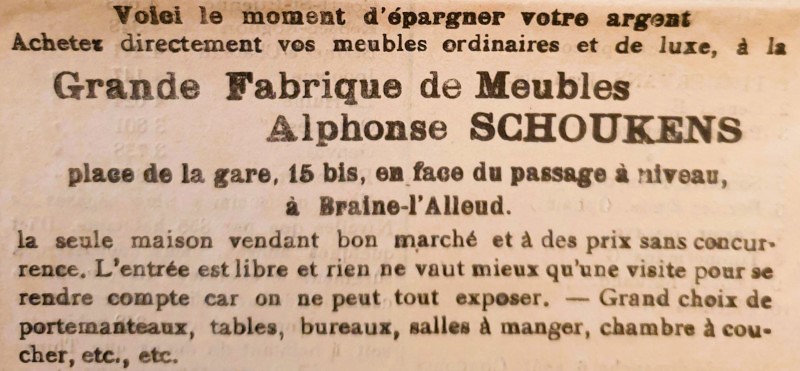 Voici le moment d'épargner votre argent
Achetez directement vos meubles ordinaires et de luxe, à la
Grande Fabrique de Meubles
Alphonse SCHOUKENS
place de la gare, 15 bis, en face du passage à niveau,
à Braine-l'Alleud.
la seule maison vendant bon marché et à des prix sans concur-
rence. L'entrée est libre et rien ne vaut mieux qu'une visite pour se
rendre compte car on ne peut tout exposer. — Grand choix de
portemanteaux, tables, bureaux, salles à manger, chambre à cou-
cher, etc., etc.